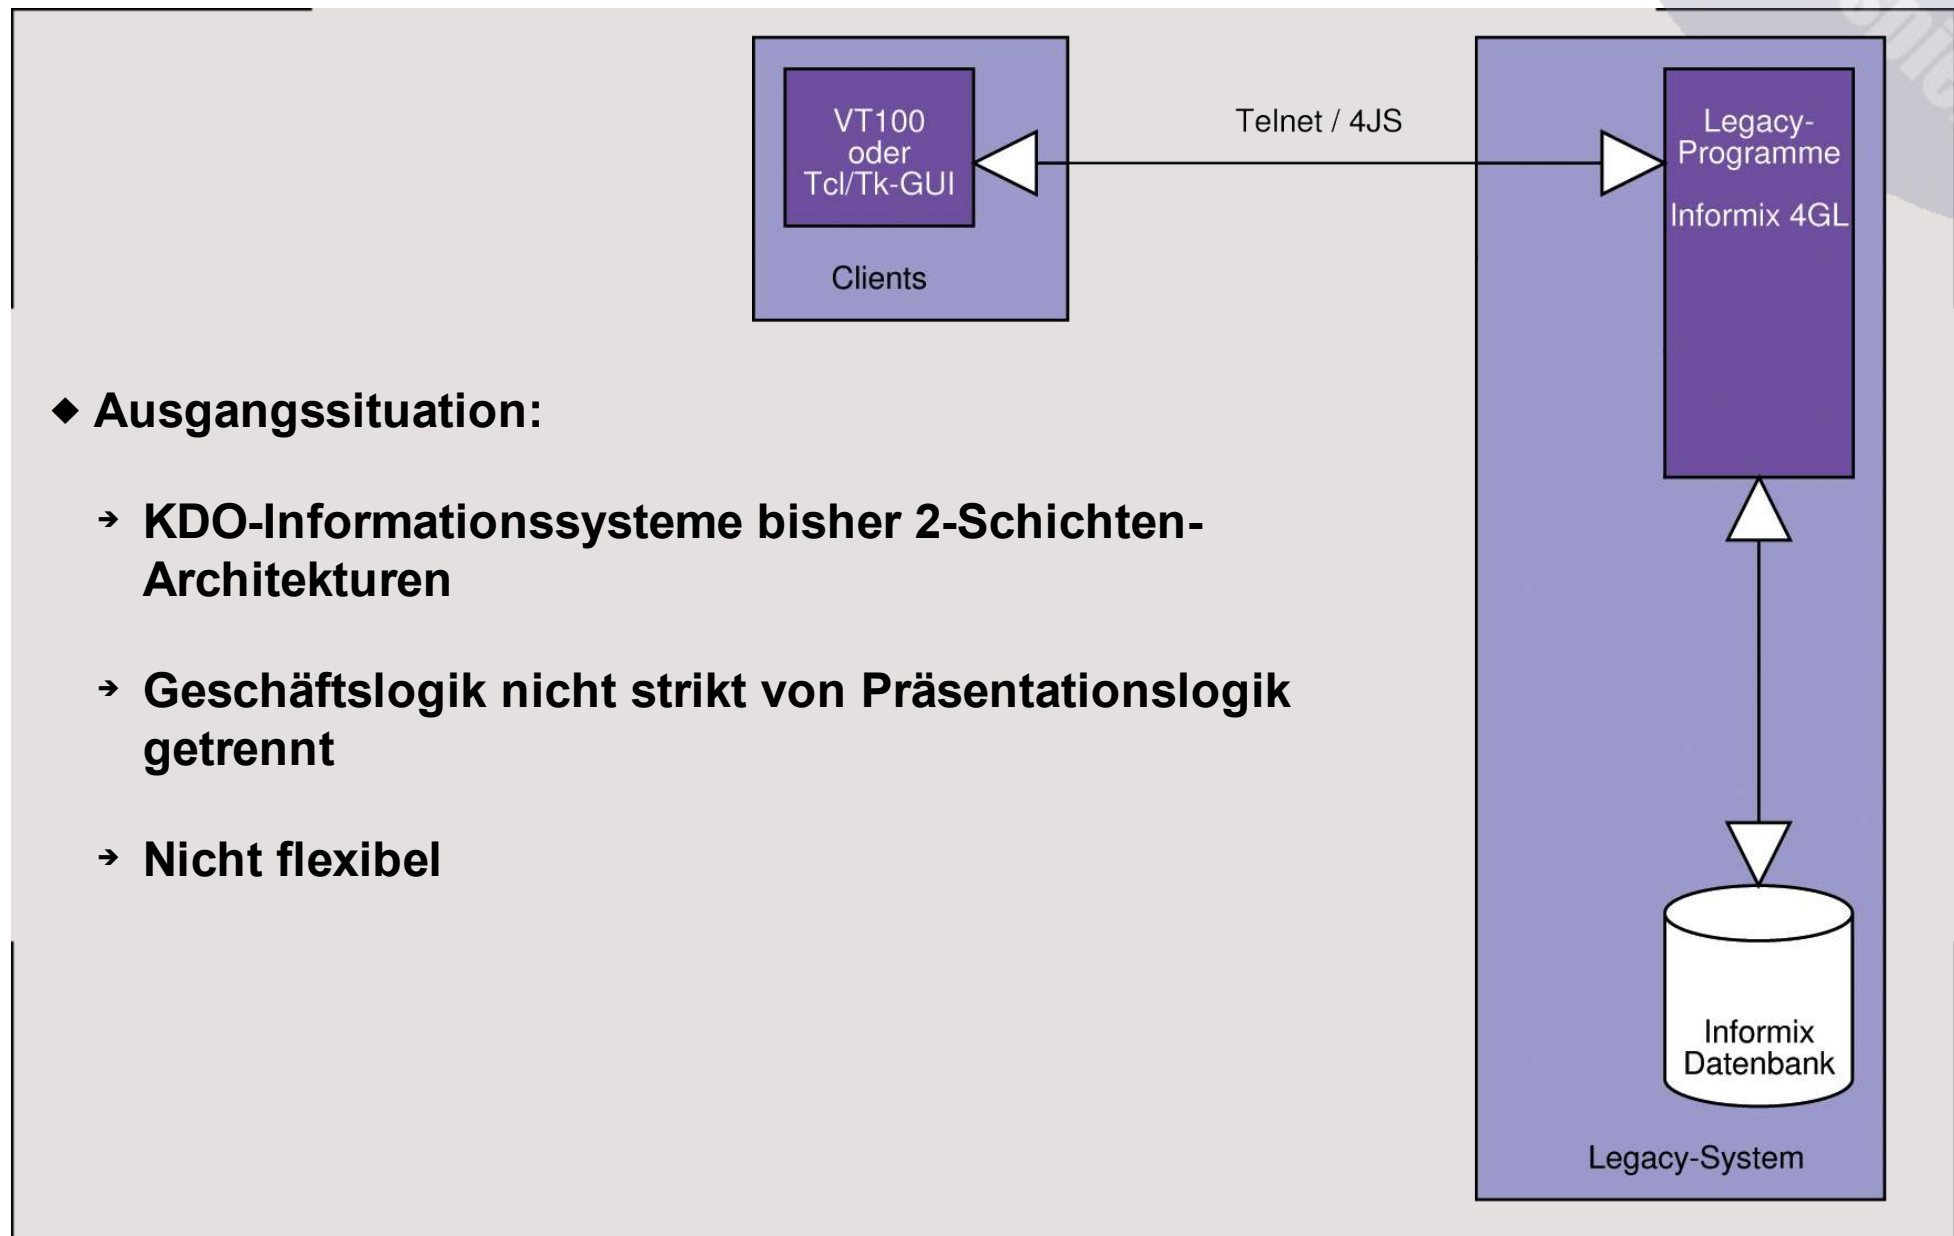 VT100
oder
Tcl/Tk-GUI
Clients
Telnet / 4JS
Legacy-
Programme
Informix 4GL
◆ Ausgangssituation:
➔ KDO-Informationssysteme bisher 2-Schichten-
Architekturen
➔ Geschäftslogik nicht strikt von Präsentationslogik
getrennt
➔ Nicht flexibel
Informix
Datenbank
Legacy-System